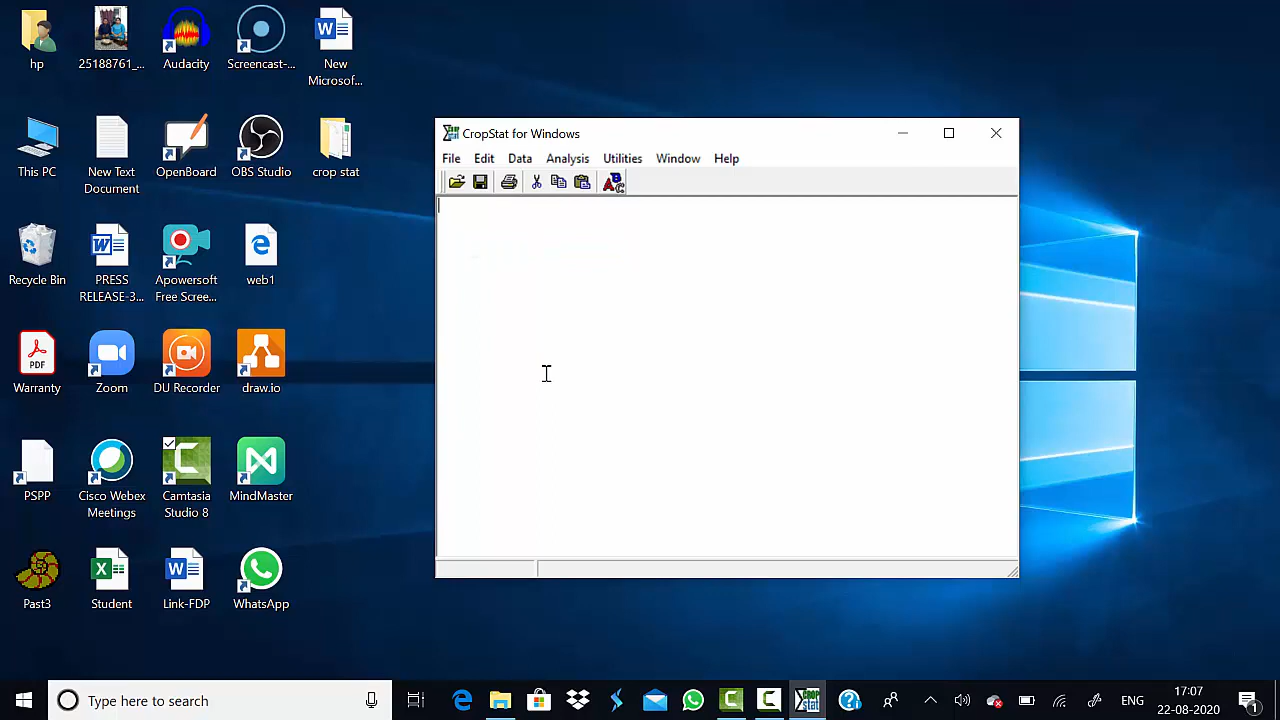 hp
25188761_...
Audacity
Screencast-...
New
Microsof...
This PC
New Text
Document
OpenBoard
OBS Studio
crop stat
Recycle Bin
PRESS
RELEASE-3...
Apowersoft
Free Scree...
web1
PDF
Warranty
Zoom
DU Recorder
draw.io
PSPP
Cisco Webex
Meetings
Camtasia
Studio 8
MindMaster
Past3
Student
Link-FDP
WhatsApp
CropStat for Windows
File Edit Data Analysis Utilities Window Help
Type here to search
ENG
17:07
22-08-2020